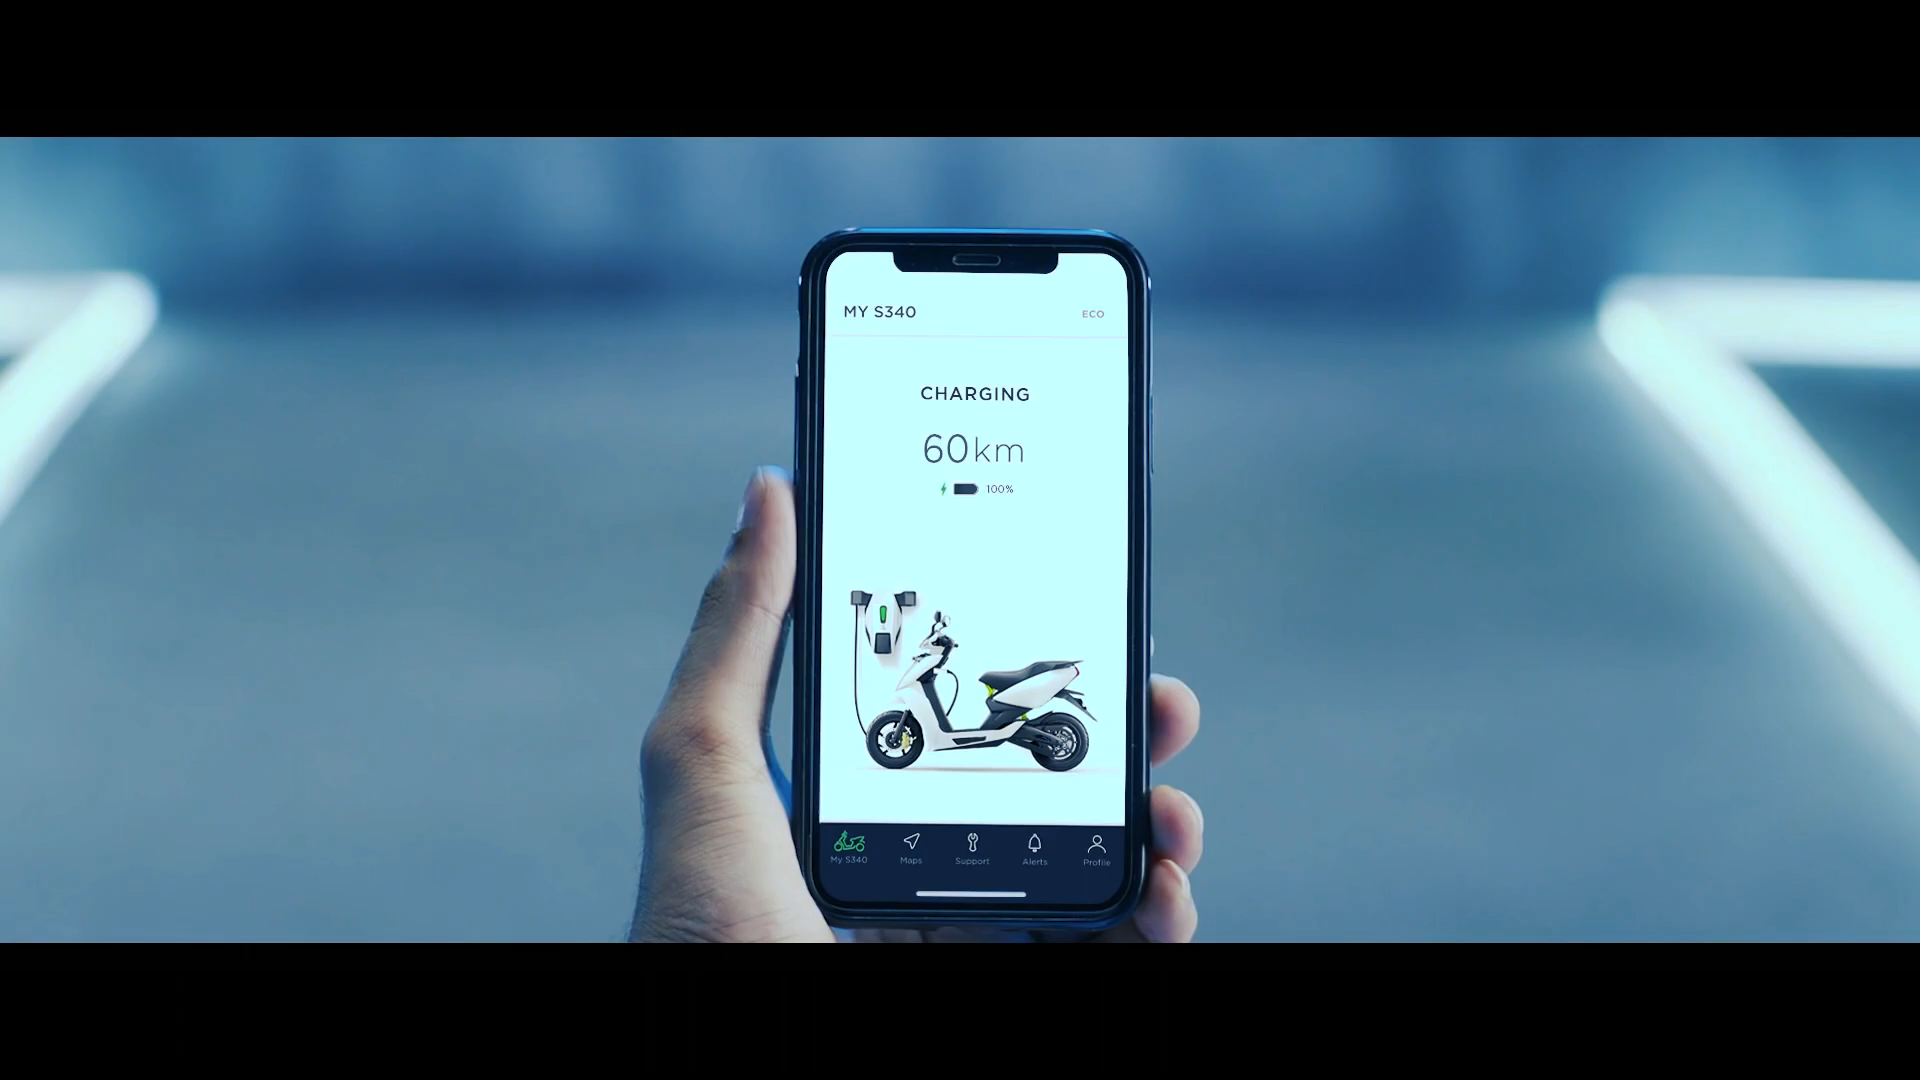 MY S340
ECO
CHARGING
60km
100%
My S340
Maps
Support
Alerts
Profile